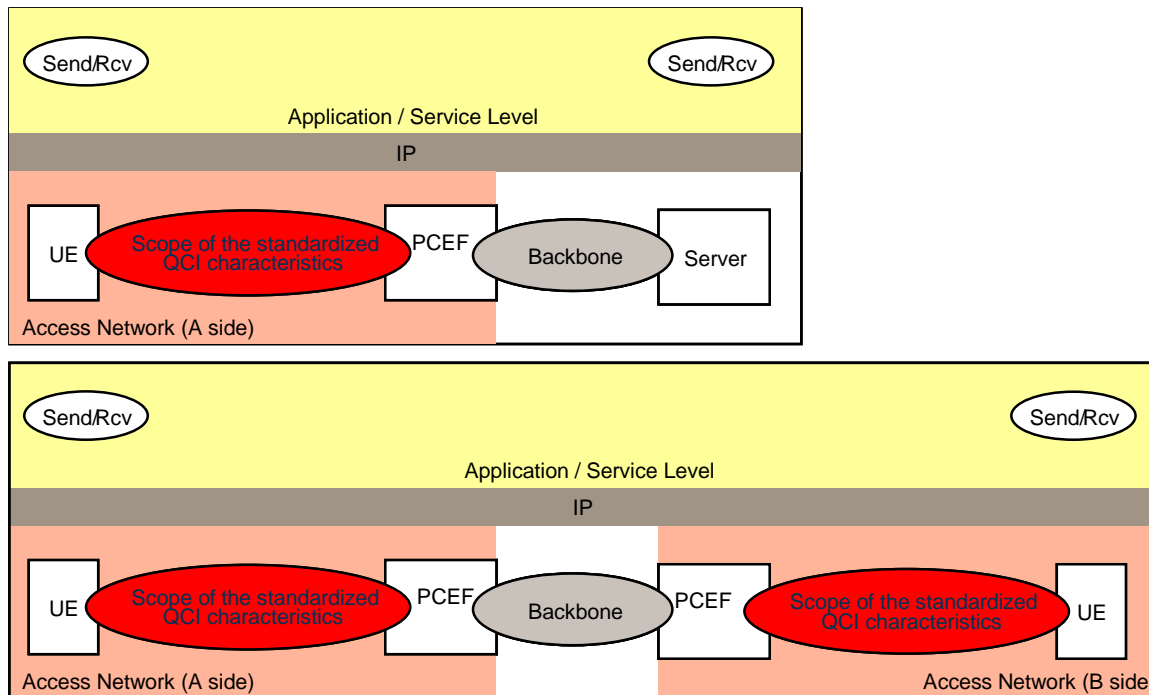 Send/Rcv
Send/Rcv
Application / Service Level
IP
UE
Scope of the standardized
QCI characteristics
PCEF
Backbone
Server
Access Network (A side)
Send/Rcv
Send/Rcv
Application / Service Level
IP
UE
Scope of the standardized
QCI characteristics
PCEF
Backbone
PCEF
Scope of the standardized
QCI characteristics
UE
Access Network (A side)
Access Network (B side